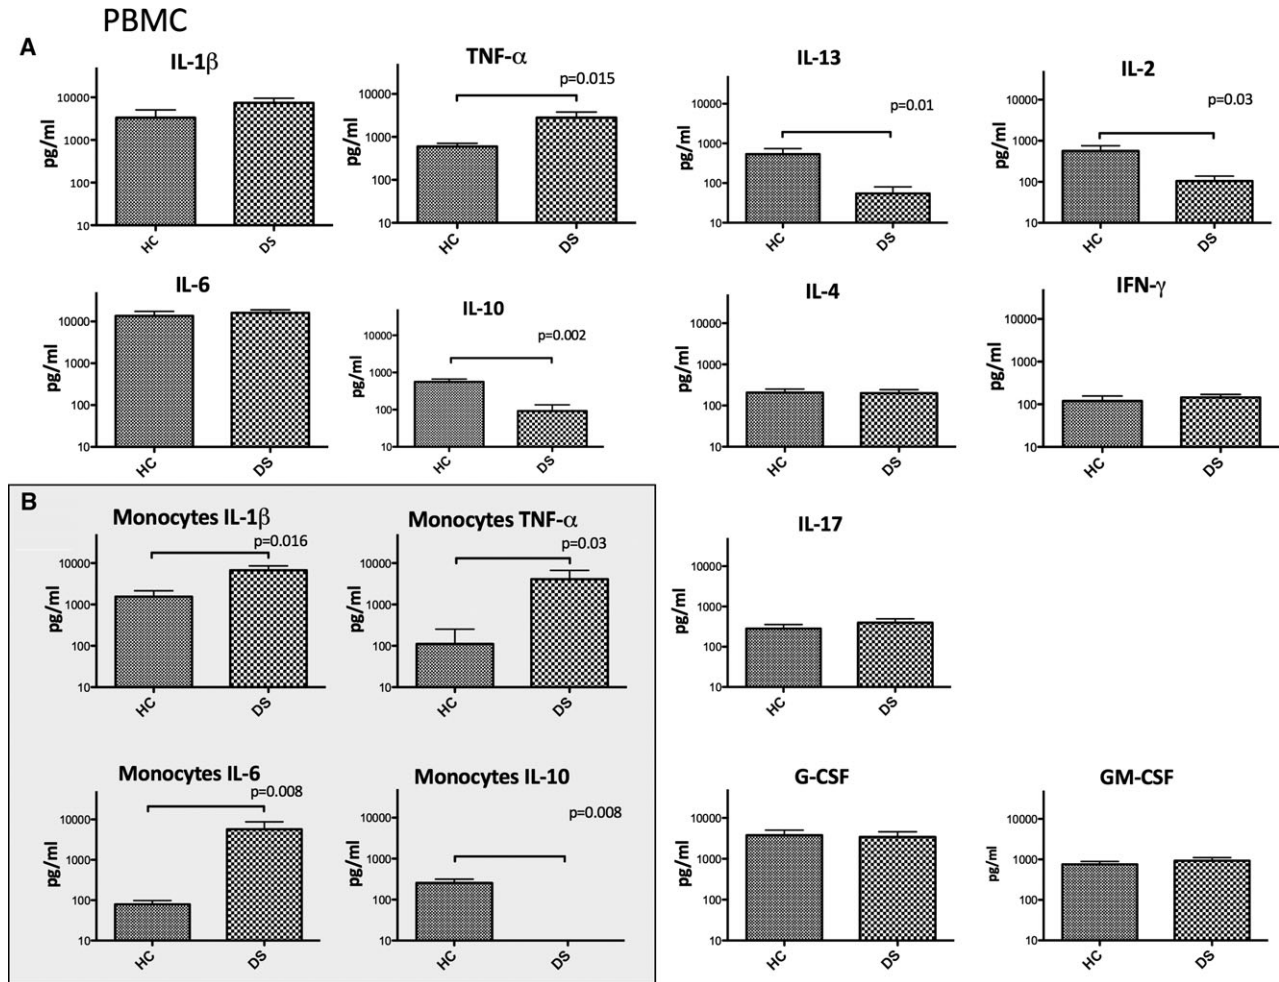 PBMC
A
IL-1β
pg/ml
10000
1000
100
10
HC
DS
TNF-α
p=0.015
pg/ml
10000
1000
100
10
HC
DS
IL-13
p=0.01
pg/ml
10000
1000
100
10
HC
DS
IL-2
p=0.03
pg/ml
10000
1000
100
10
HC
DS
IL-6
pg/ml
10000
1000
100
10
HC
DS
IL-10
p=0.002
pg/ml
10000
1000
100
10
HC
DS
IL-4
pg/ml
10000
1000
100
10
HC
DS
IFN-γ
pg/ml
10000
1000
100
10
HC
DS
B
Monocytes IL-1β
p=0.016
pg/ml
10000
1000
100
10
HC
DS
Monocytes TNF-α
p=0.03
pg/ml
10000
1000
100
10
HC
DS
IL-17
pg/ml
10000
1000
100
10
HC
DS
Monocytes IL-6
p=0.008
pg/ml
10000
1000
100
10
HC
DS
Monocytes IL-10
p=0.008
pg/ml
10000
1000
100
10
HC
DS
G-CSF
pg/ml
10000
1000
100
10
HC
DS
GM-CSF
pg/ml
10000
1000
100
10
HC
DS